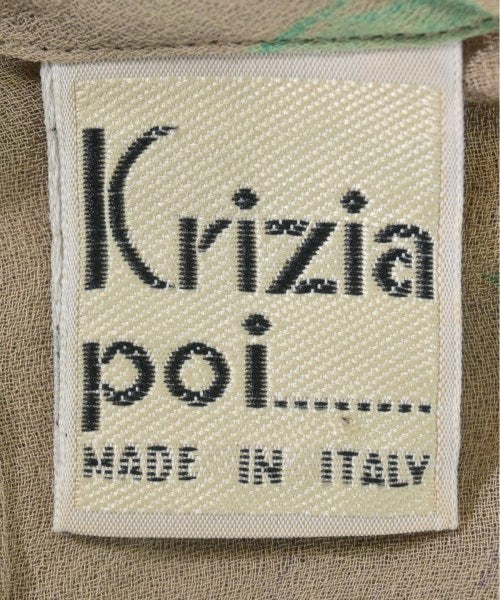 Krizia
poi.......
MADE IN ITALY